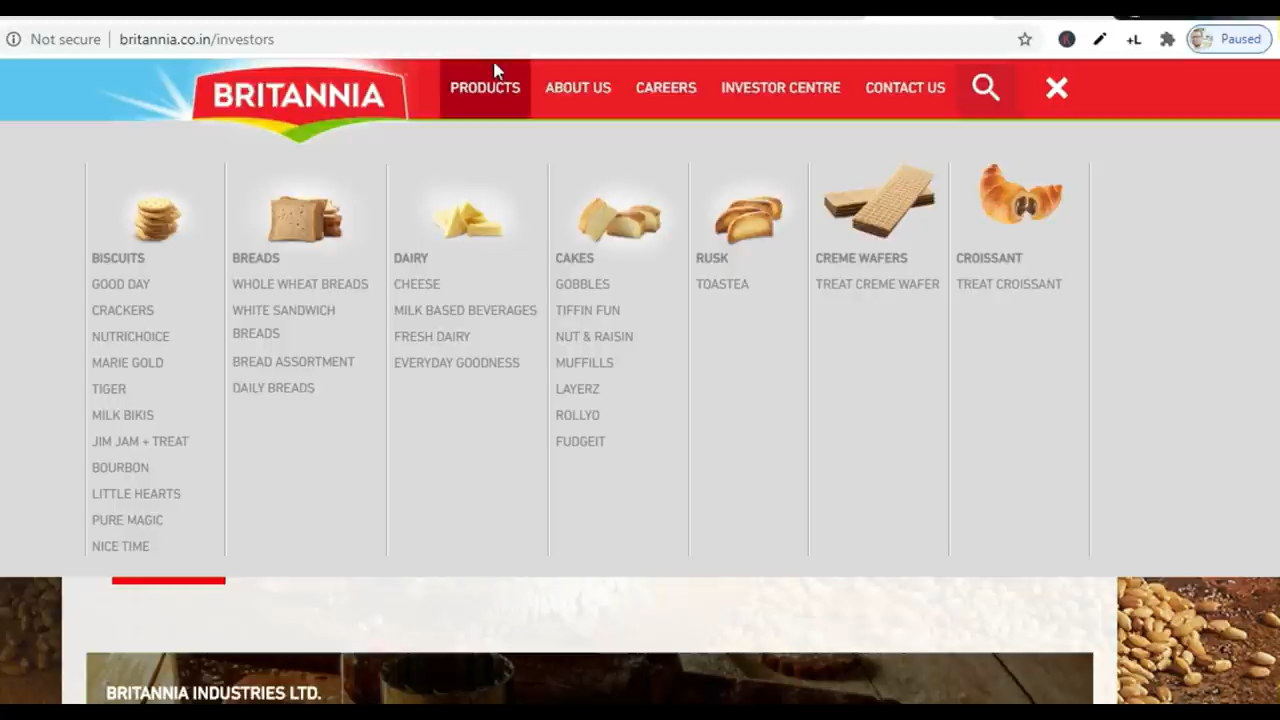 Not secure
britannia.co.in/investors
+L
Paused
BRITANNIA
PRODUCTS
ABOUT US
CAREERS
INVESTOR CENTRE
CONTACT US
BISCUITS
GOOD DAY
CRACKERS
NUTRICHOICE
MARIE GOLD
TIGER
MILK BIKIS
JIM JAM + TREAT
BOURBON
LITTLE HEARTS
PURE MAGIC
NICE TIME
BREADS
WHOLE WHEAT BREADS
WHITE SANDWICH
BREADS
BREAD ASSORTMENT
DAILY BREADS
DAIRY
CHEESE
MILK BASED BEVERAGES
FRESH DAIRY
EVERYDAY GOODNESS
CAKES
GOBBLES
TIFFIN FUN
NUT & RAISIN
MUFFILLS
LAYERZ
ROLLYO
FUDGEIT
RUSK
TOASTEA
CREME WAFERS
TREAT CREME WAFER
CROISSANT
TREAT CROISSANT
BRITANNIA INDUSTRIES LTD.